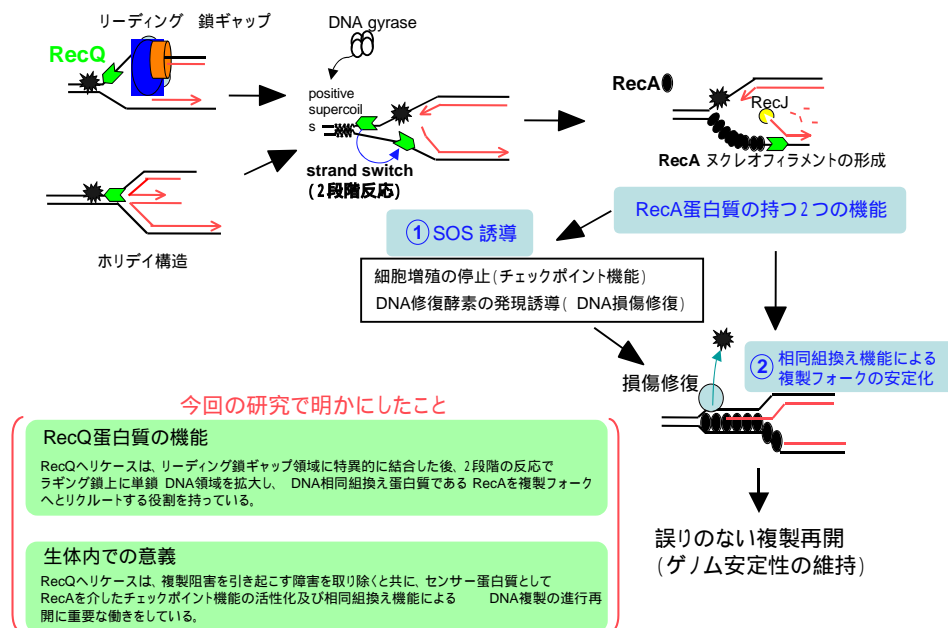 リーディング 鎖ギャップ
RecQ
DNA gyrase
positive
supercoil
s
strand switch
(2段階反応)
RecA
RecJ
RecA ヌクレオフィラメントの形成
ホリデイ構造
RecA蛋白質の持つ2つの機能
① SOS 誘導
細胞増殖の停止(チェックポイント機能)
DNA修復酵素の発現誘導( DNA損傷修復)
損傷修復
② 相同組換え機能による
複製フォークの安定化
誤りのない複製再開
(ゲノム安定性の維持)
今回の研究で明かにしたこと
RecQ蛋白質の機能
RecQヘリケースは、リーディング鎖ギャップ領域に特異的に結合した後、2段階の反応で
ラギング鎖上に単鎖 DNA領域を拡大し、 DNA相同組換え蛋白質である RecAを複製フォーク
へとリクルートする役割を持っている。
生体内での意義
RecQヘリケースは、複製阻害を引き起こす障害を取り除くと共に、センサー蛋白質として
RecAを介したチェックポイント機能の活性化及び相同組換え機能による DNA複製の進行再
開に重要な働きをしている。